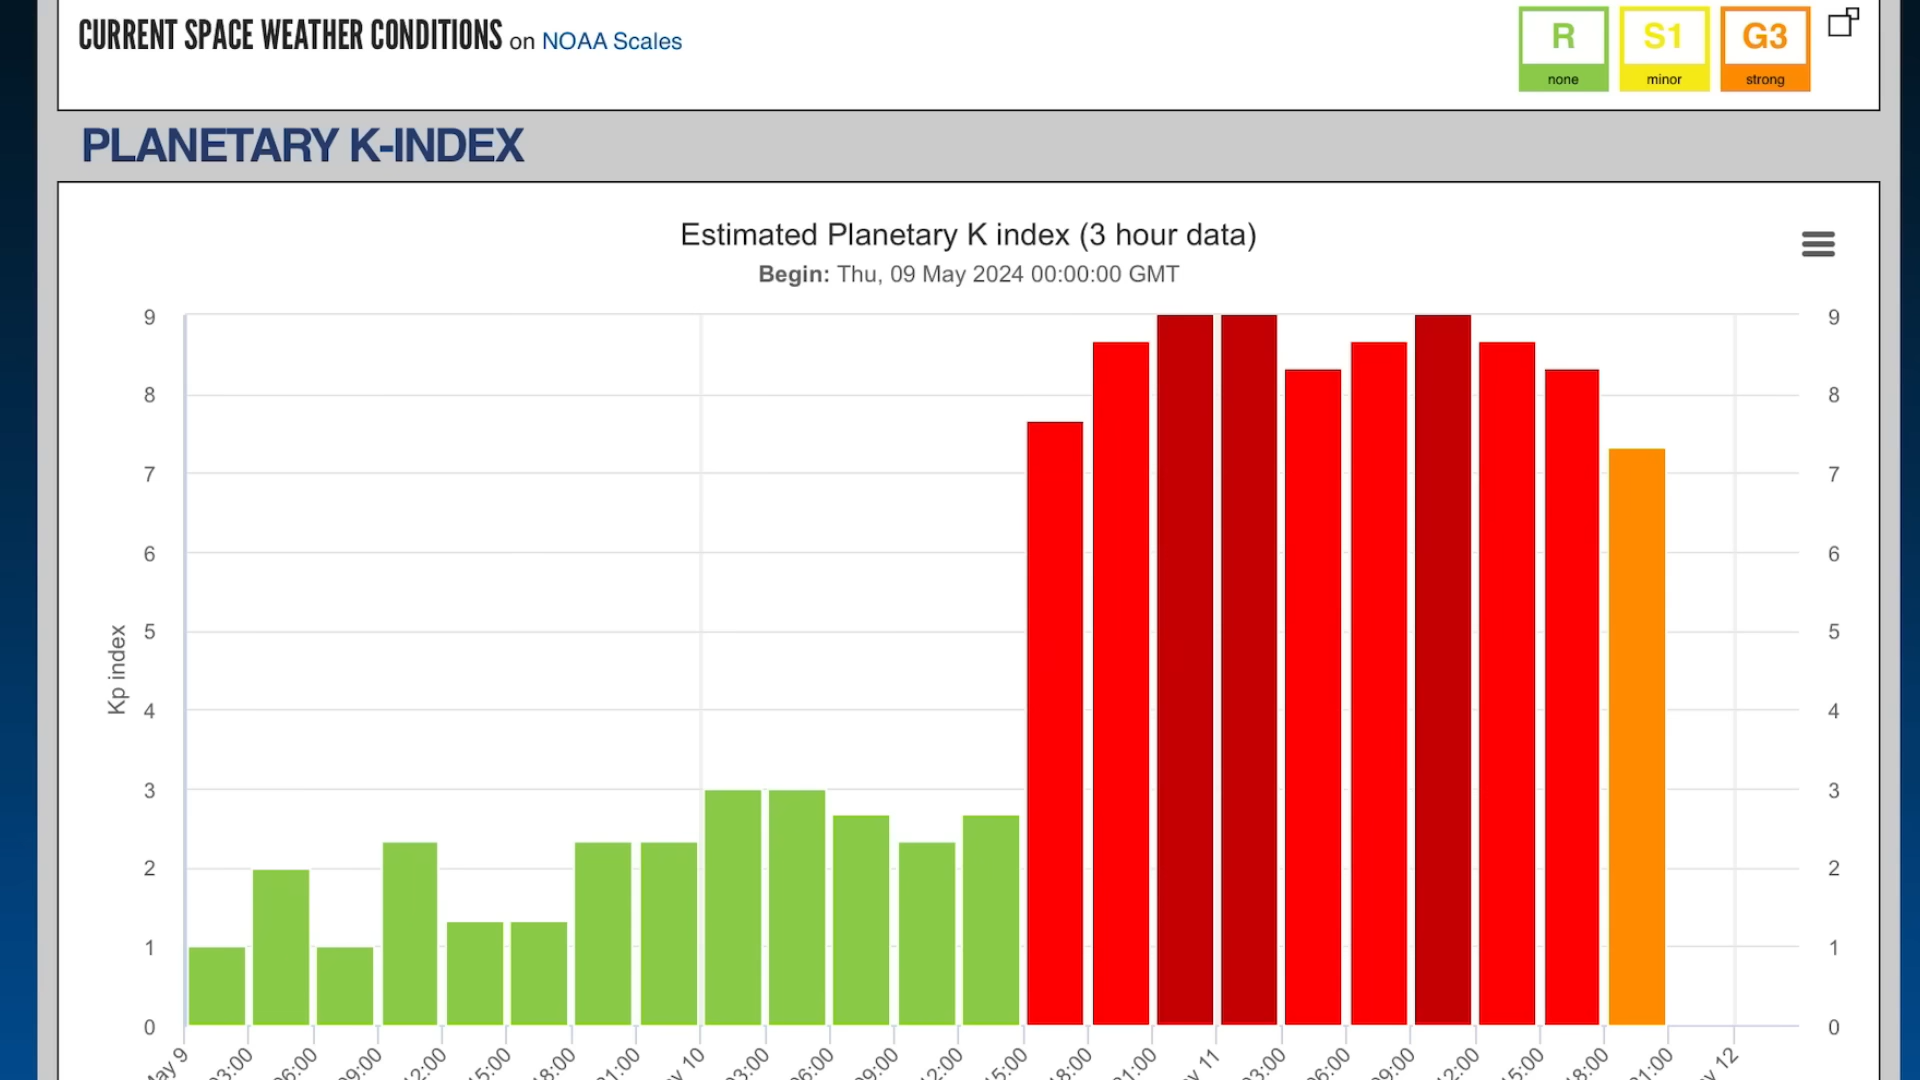 CURRENT SPACE WEATHER CONDITIONS on NOAA Scales
R
none
S1
minor
G3
strong
PLANETARY K-INDEX
Estimated Planetary K index (3 hour data)
Begin: Thu, 09 May 2024 00:00:00 GMT
Kp index
9 9
8 8
7 7
6 6
5 5
4 4
3 3
2 2
1 1
0 0